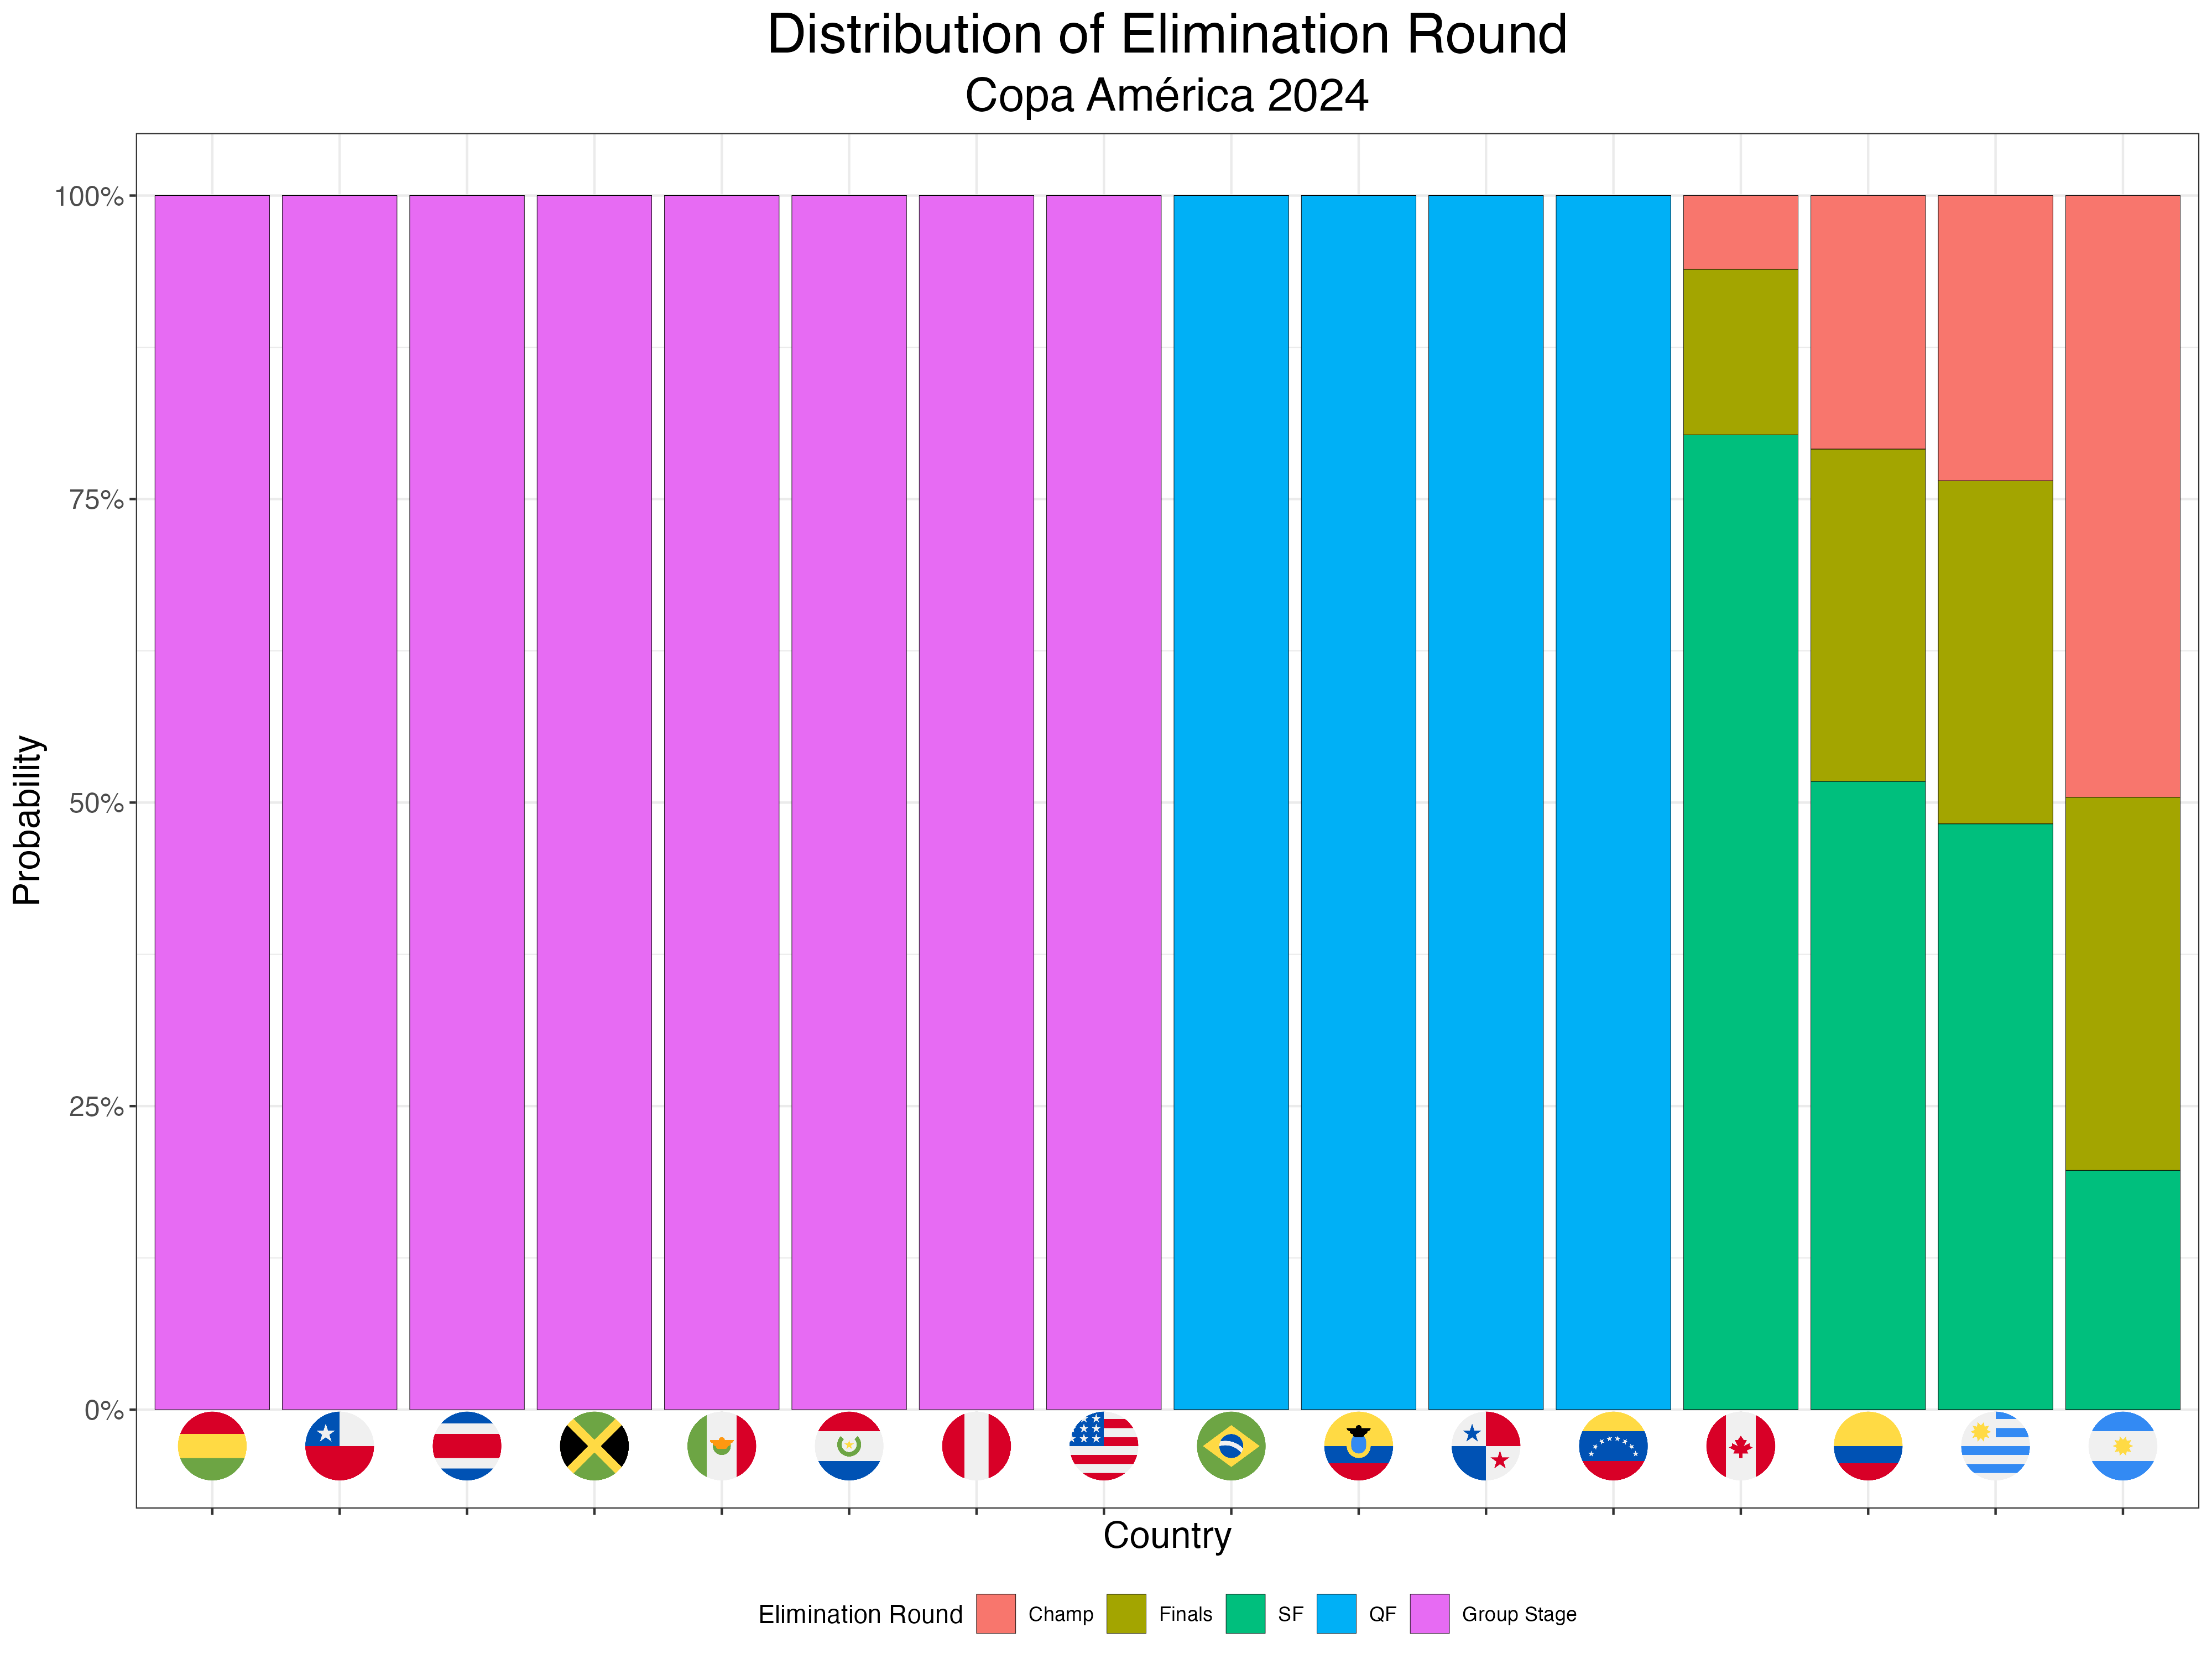 Distribution of Elimination Round
Copa América 2024
Probability
100%
75%
50%
25%
0%
Country
Elimination Round Champ Finals SF QF Group Stage